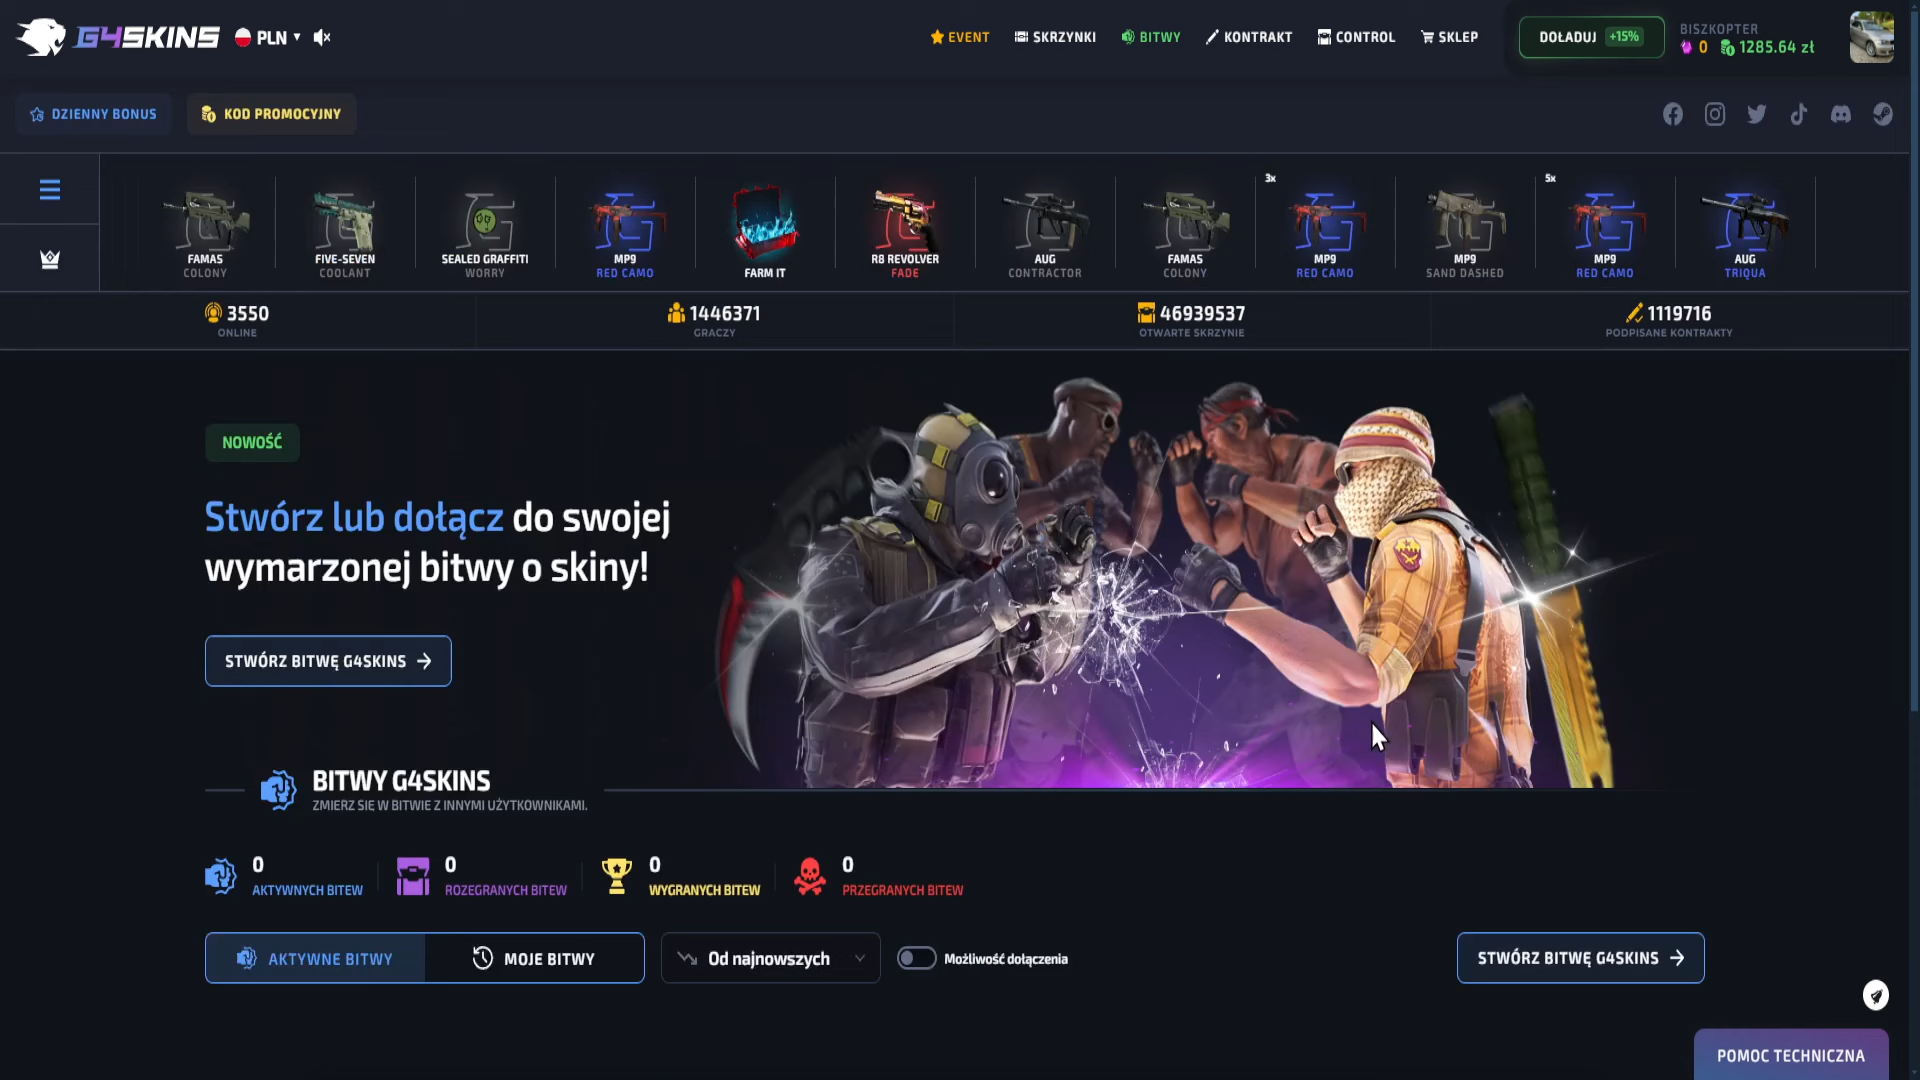 G4SKINS
PLN
EVENT
SKRZYNKI
BITWY
KONTRAKT
CONTROL
SKLEP
DOŁADUJ +15%
BISZKOPTER
0 1285.64 zł
DZIENNY BONUS
KOD PROMOCYJNY
FAMAS
COLONY
FIVE-SEVEN
COOLANT
SEALED GRAFFITI
WORRY
MP9
RED CAMO
FARM IT
R8 REVOLVER
FADE
AUG
CONTRACTOR
FAMAS
COLONY
3x
MP9
RED CAMO
MP9
SAND DASHED
5x
MP9
RED CAMO
AUG
TRIQUA
3550
ONLINE
1446371
GRACZY
46939537
OTWARTE SKRZYNIE
1119716
PODPISANE KONTRAKTY
NOWOŚĆ
Stwórz lub dołącz do swojej
wymarzonej bitwy o skiny!
STWÓRZ BITWĘ G4SKINS
BITWY G4SKINS
ZMIERZ SIĘ W BITWIE Z INNYMI UŻYTKOWNIKAMI.
0
AKTYWNYCH BITEW
0
ROZEGRANYCH BITEW
0
WYGRANYCH BITEW
0
PRZEGRANYCH BITEW
AKTYWNE BITWY
MOJE BITWY
Od najnowszych
Możliwość dołączenia
STWÓRZ BITWĘ G4SKINS
POMOC TECHNICZNA